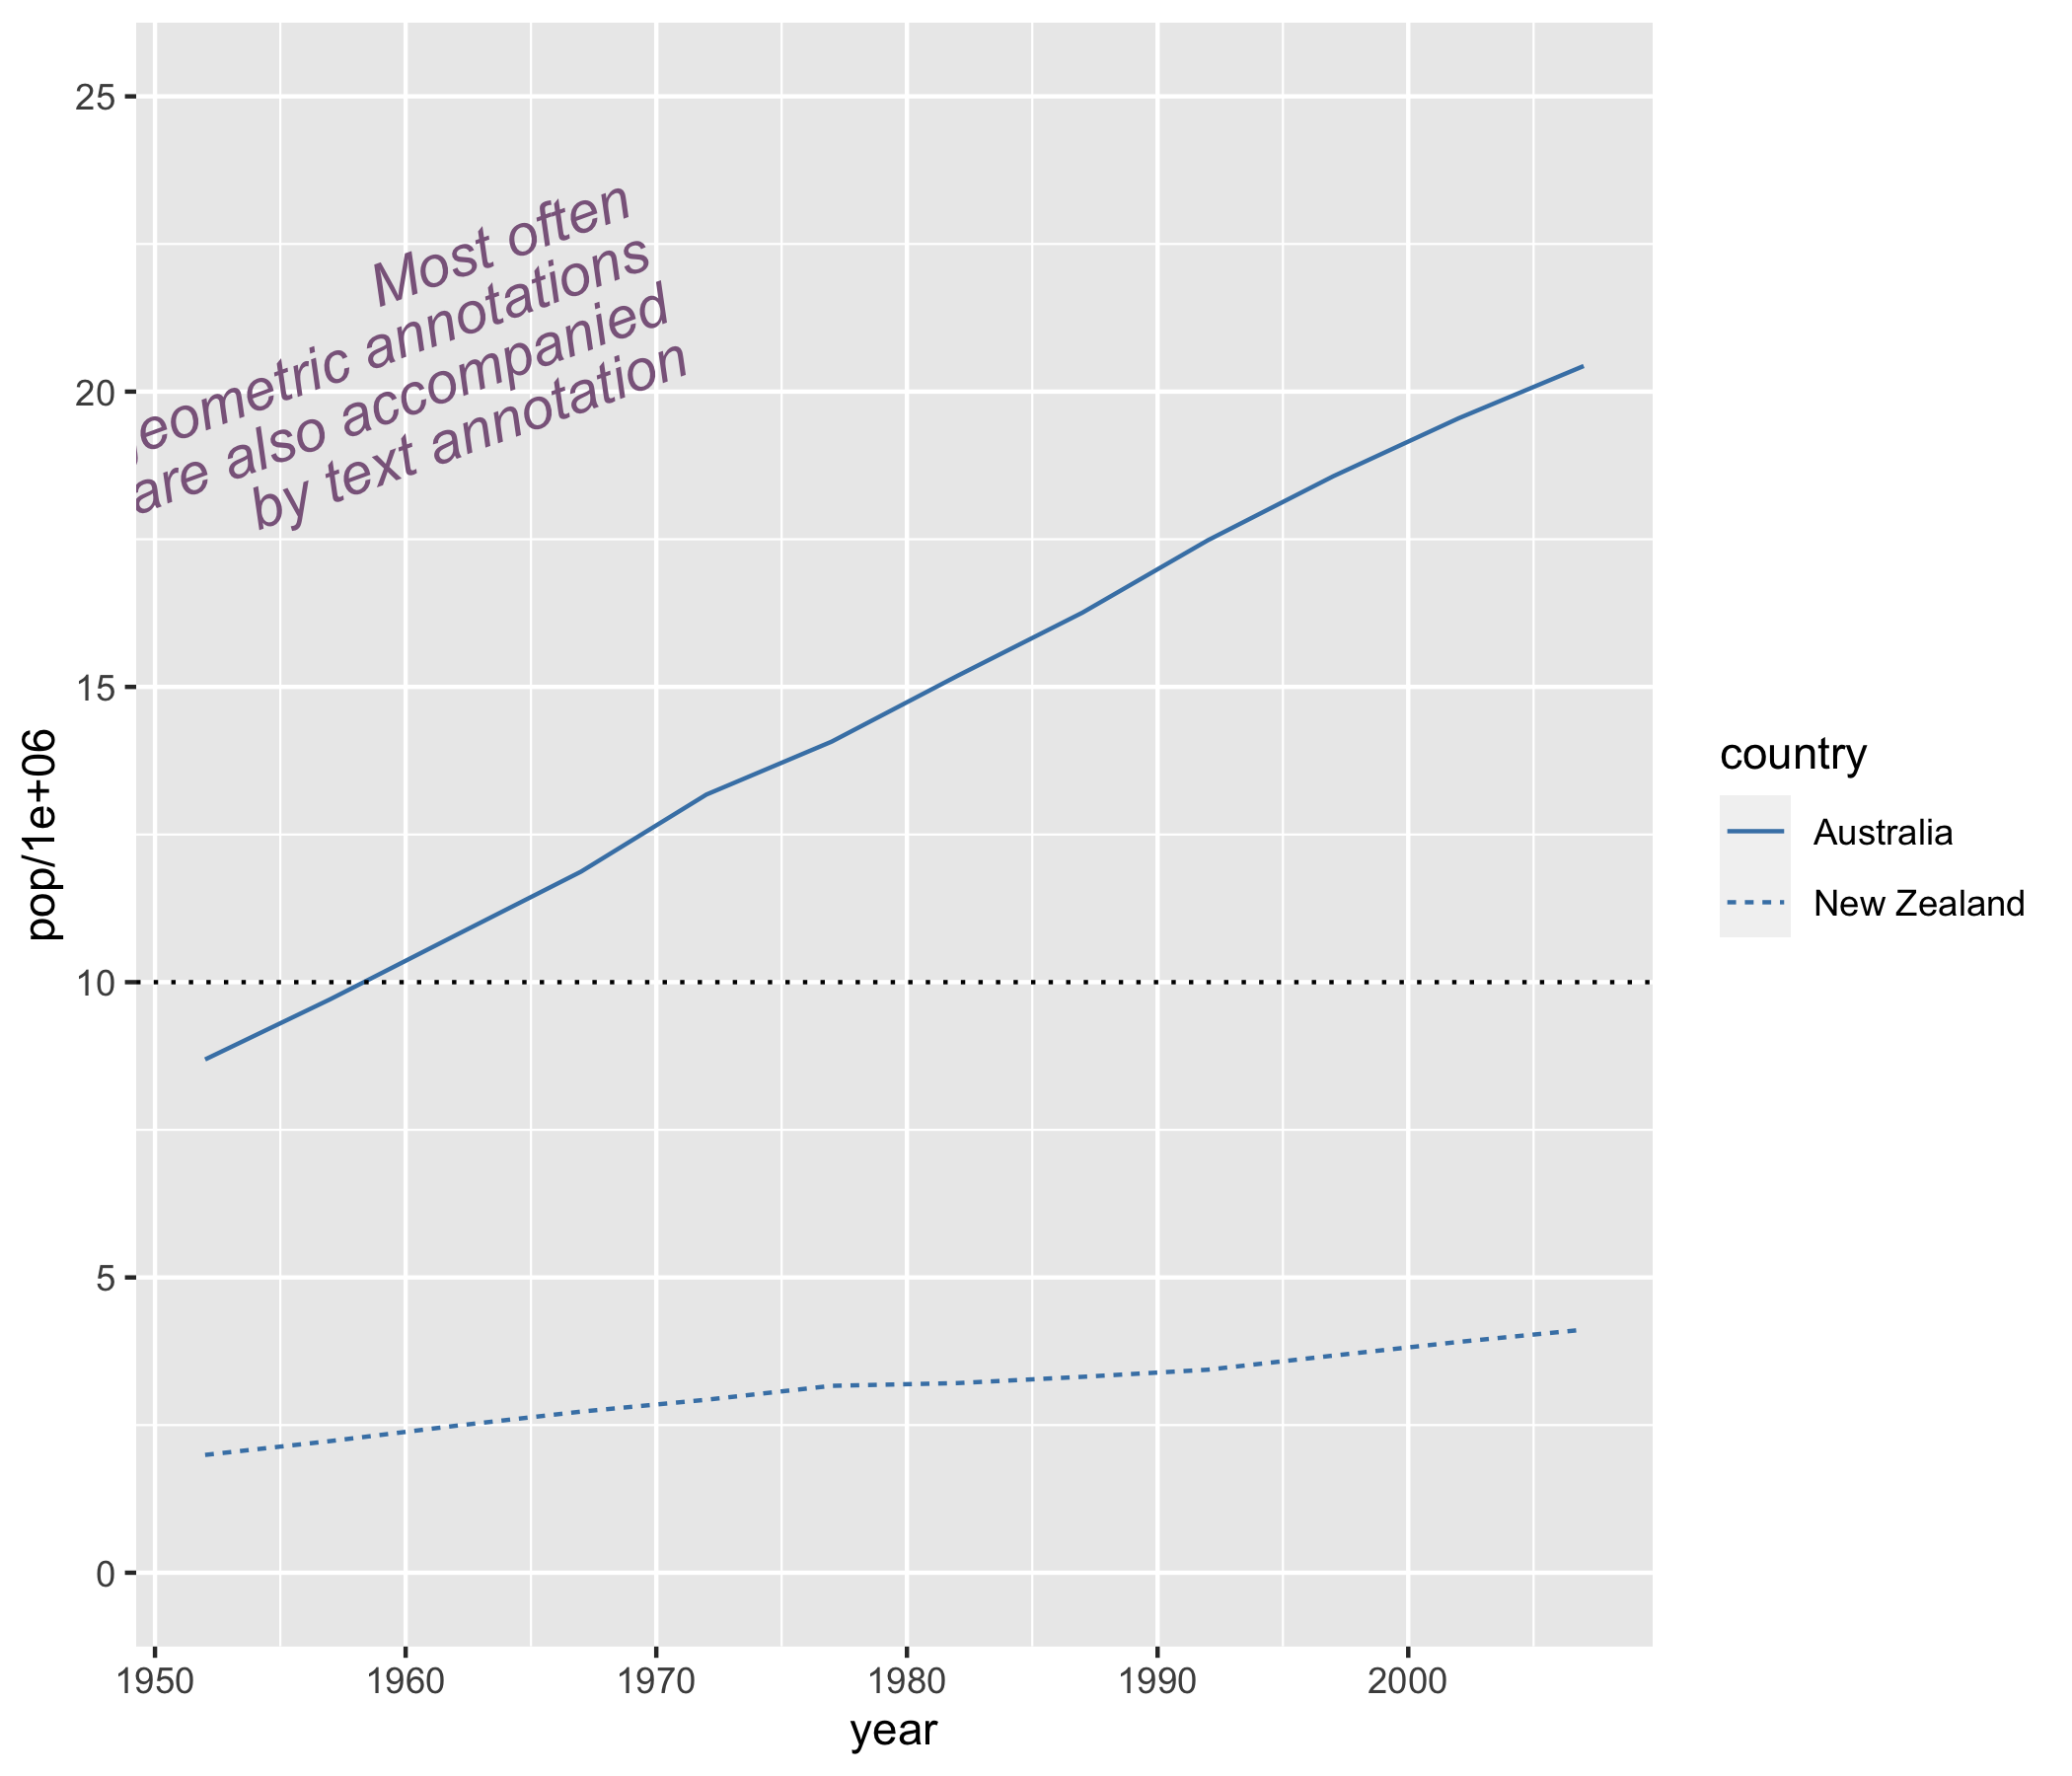 25
20
15
10
5
0
pop/1e+06
Most often
eometric annotations
are also accompanied
by text annotation
1950 1960 1970 1980 1990 2000
year
country
Australia
New Zealand